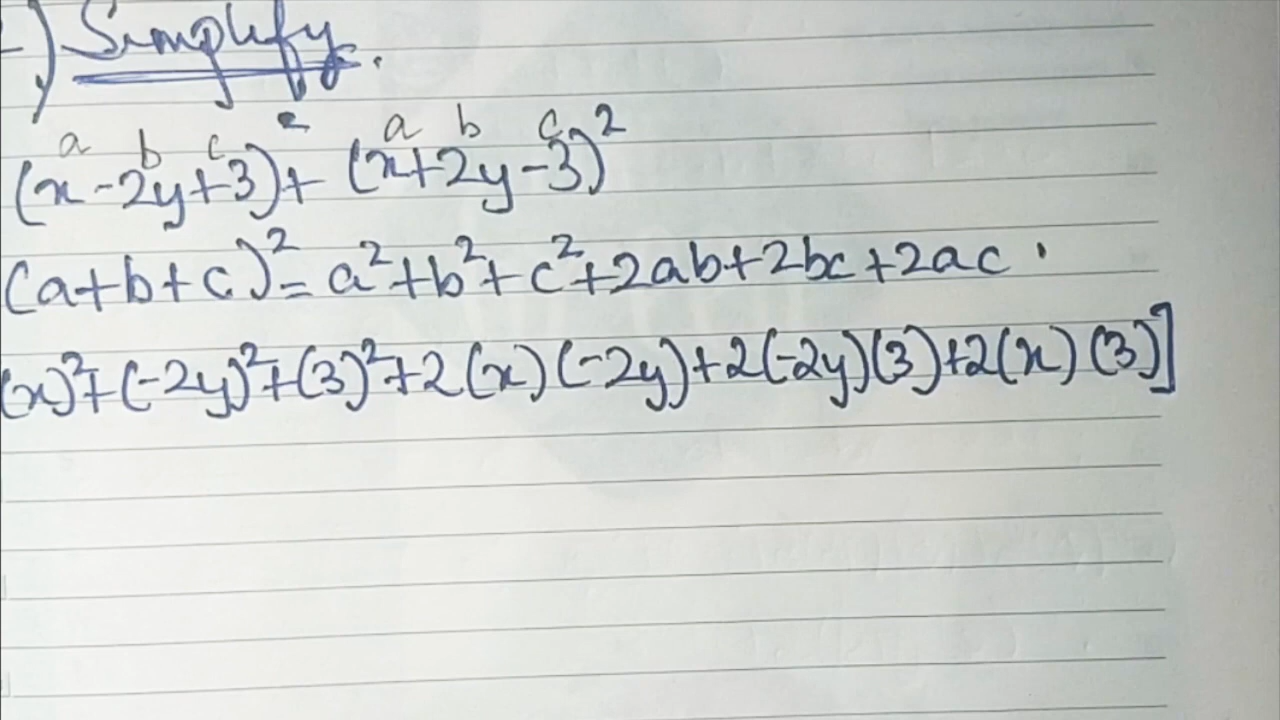 ) Simplify.
a b c 2 a b c
(x-2y+3)+ (x+2y-3)²
(a+b+c)²=a²+b²+c²+2ab+2bc+2ac.
(x)²+(-2y)²+(3)²+2(x)(-2y)+2(-2y)(3)+2(x)(3)]